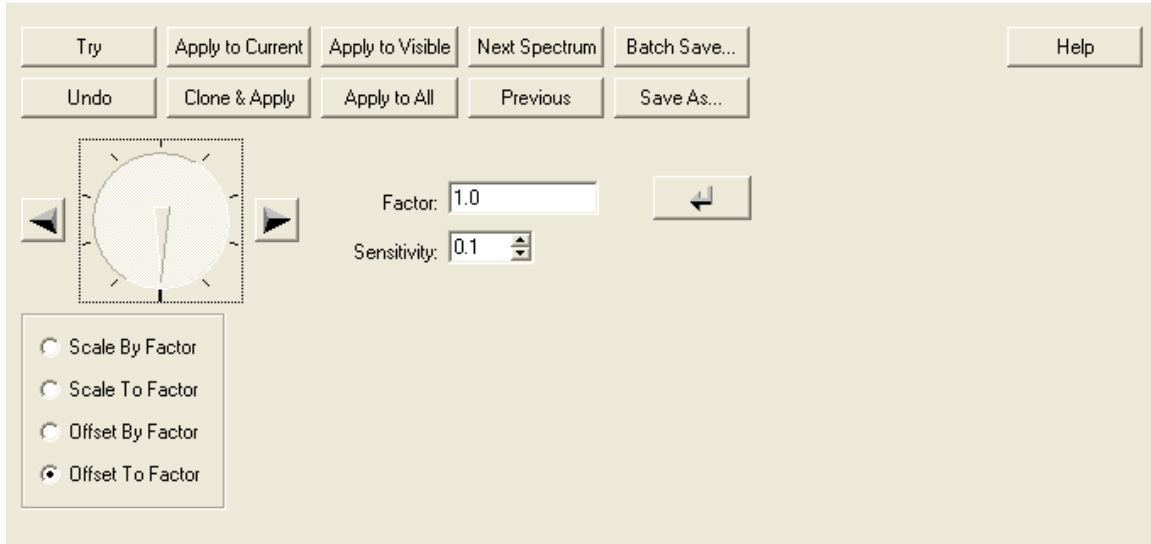 Try Apply to Current Apply to Visible Next Spectrum Batch Save... Help
Undo Clone & Apply Apply to All Previous Save As...
Factor: 1.0
Sensitivity: 0.1
Scale By Factor
Scale To Factor
Offset By Factor
Offset To Factor